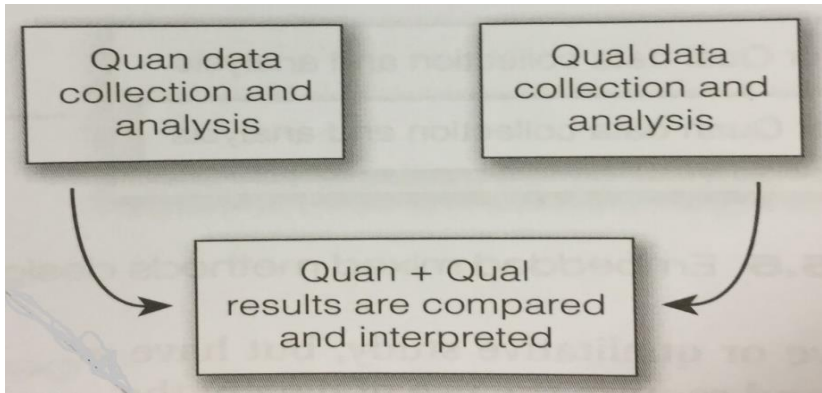 Quan data
collection and
analysis
Qual data
collection and
analysis
Quan + Qual
results are compared
and interpreted